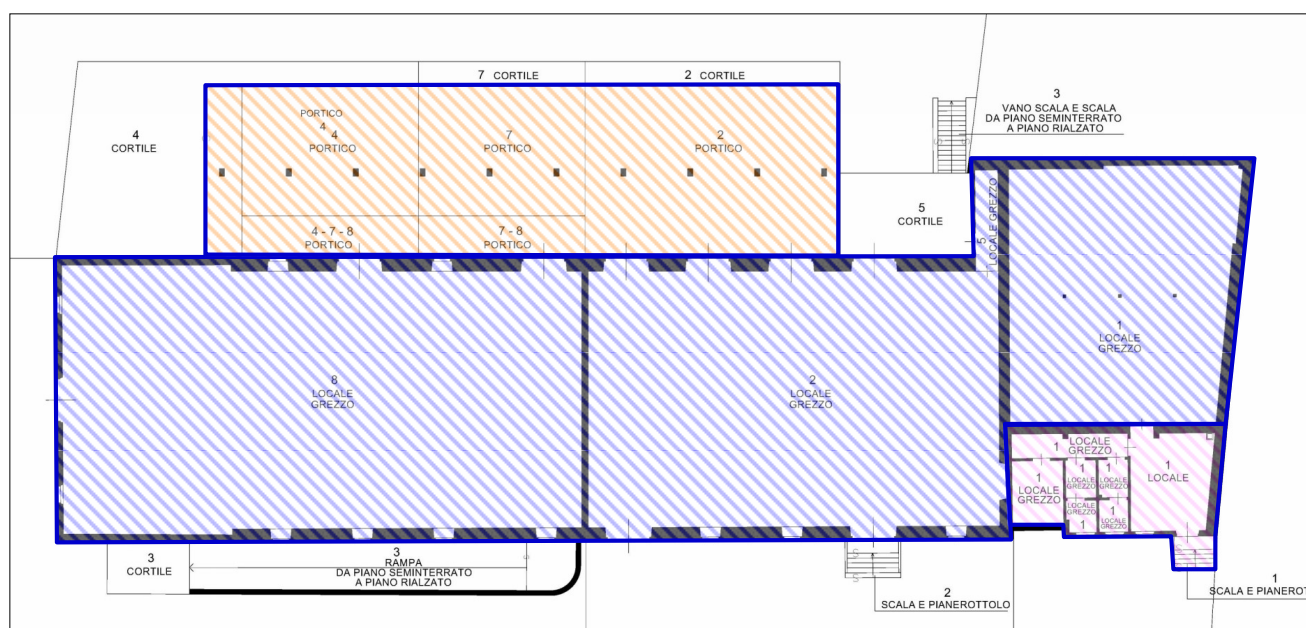 7 CORTILE
2 CORTILE
3
VANO SCALA E SCALA
DA PIANO SEMINTERRATO
A PIANO RIALZATO
4
CORTILE
PORTICO
4
4
PORTICO
7
PORTICO
2
PORTICO
5
CORTILE
5
LOCALE GREZZO
4 - 7 - 8
PORTICO
7 - 8
PORTICO
1
LOCALE
GREZZO
8
LOCALE
GREZZO
2
LOCALE
GREZZO
1
LOCALE
GREZZO
1
LOCALE
1
LOCALE
GREZZO
1
LOCALE
GREZZO
1
LOCALE
GREZZO
LOCALE
GREZZO
1
1
LOCALE
GREZZO
3
CORTILE
3
RAMPA
DA PIANO SEMINTERRATO
A PIANO RIALZATO
S
S
2
SCALA E PIANEROTTOLO
1
SCALA E PIANEROT